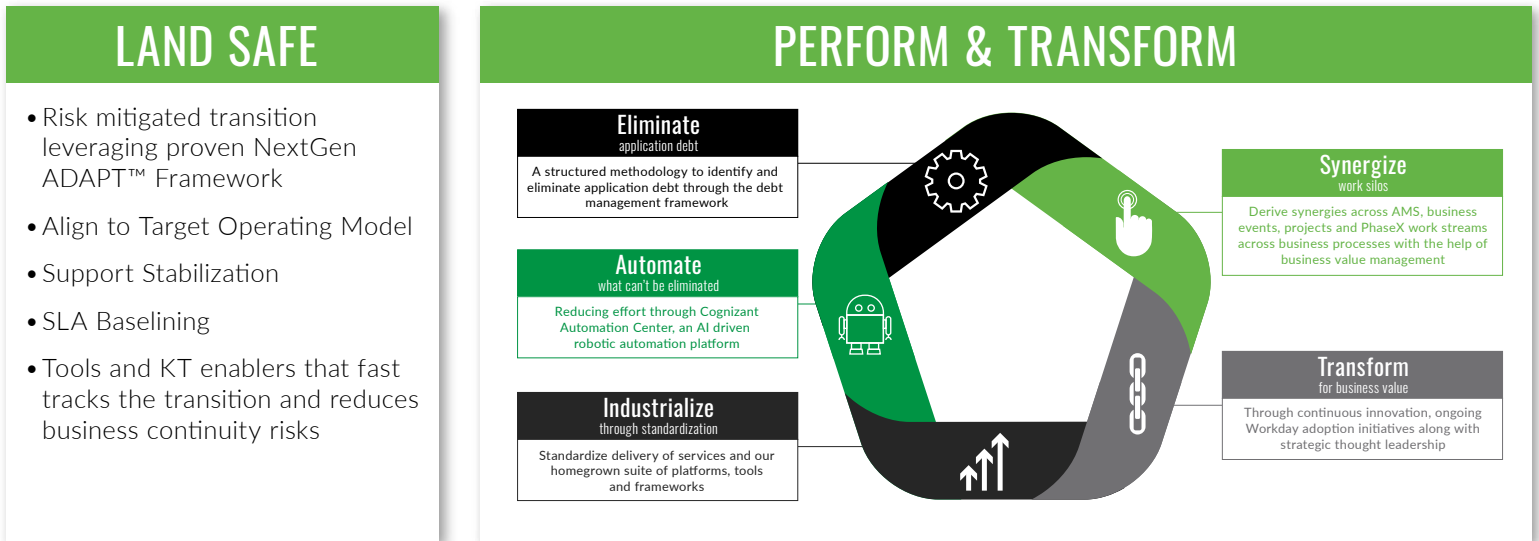 LAND SAFE
• Risk mitigated transition
leveraging proven NextGen
ADAPT™ Framework
• Align to Target Operating Model
• Support Stabilization
• SLA Baselining
• Tools and KT enablers that fast
tracks the transition and reduces
business continuity risks
PERFORM & TRANSFORM
Eliminate
application debt
A structured methodology to identify and
eliminate application debt through the debt
management framework
Automate
what can't be eliminated
Reducing effort through Cognizant
Automation Center, an AI driven
robotic automation platform
Industrialize
through standardization
Standardize delivery of services and our
homegrown suite of platforms, tools
and frameworks
Synergize
work silos
Derive synergies across AMS, business
events, projects and PhaseX work streams
across business processes with the help of
business value management
Transform
for business value
Through continuous innovation, ongoing
Workday adoption initiatives along with
strategic thought leadership